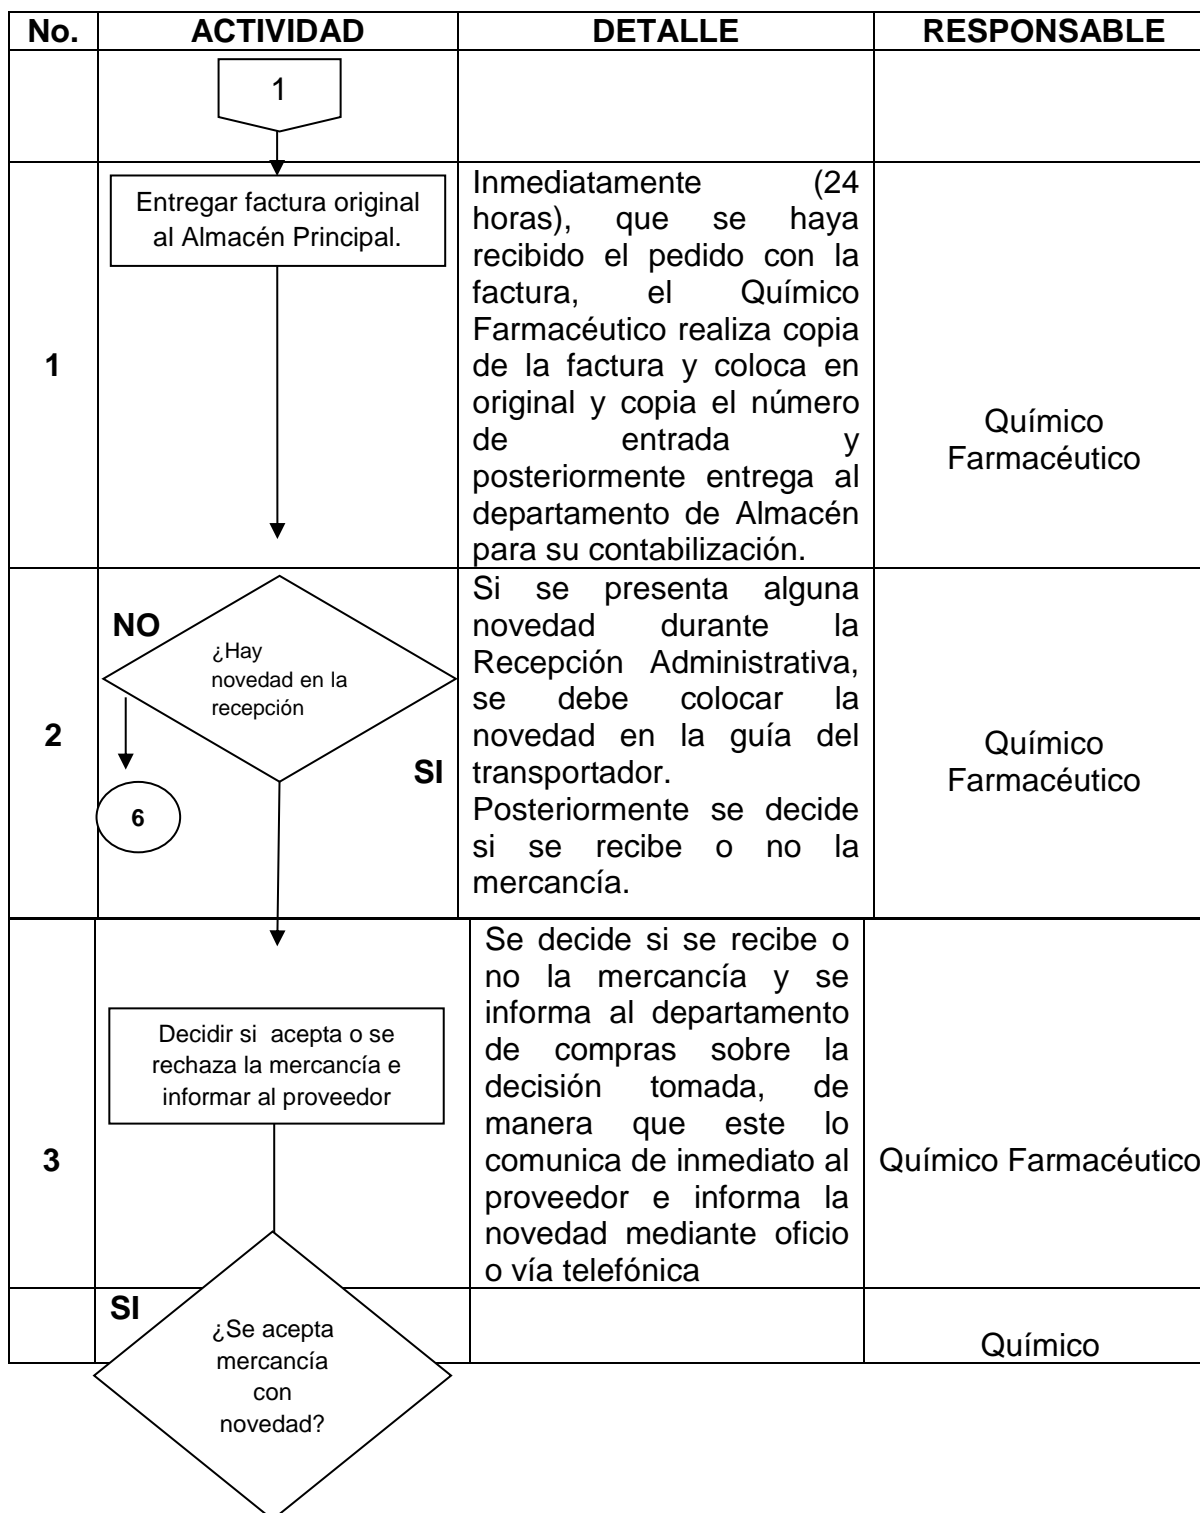 No. ACTIVIDAD DETALLE RESPONSABLE
1
1
Entregar factura original
al Almacén Principal.
Inmediatamente (24
horas), que se haya
recibido el pedido con la
factura, el Químico
Farmacéutico realiza copia
de la factura y coloca en
original y copia el número
de entrada y
posteriormente entrega al
departamento de Almacén
para su contabilización.
Químico
Farmacéutico
2
NO
¿Hay
novedad en la
recepción
SI
6
Si se presenta alguna
novedad durante la
Recepción Administrativa,
se debe colocar la
novedad en la guía del
transportador.
Posteriormente se decide
si se recibe o no la
mercancía.
Químico
Farmacéutico
3
Decidir si acepta o se
rechaza la mercancía e
informar al proveedor
Se decide si se recibe o
no la mercancía y se
informa al departamento
de compras sobre la
decisión tomada, de
manera que este lo
comunica de inmediato al
proveedor e informa la
novedad mediante oficio
o vía telefónica
Químico Farmacéutico
SI
¿Se acepta
mercancía
con
novedad?
Químico